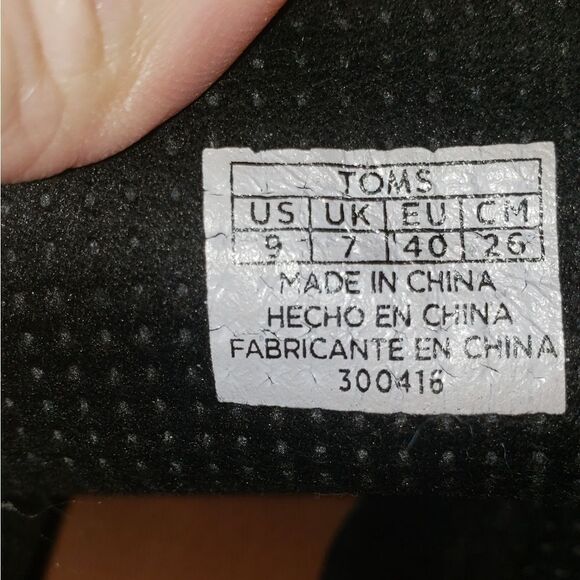 TOMS
US UK EU CM
9 7 40 26
MADE IN CHINA
HECHO EN CHINA
FABRICANTE EN CHINA
300416